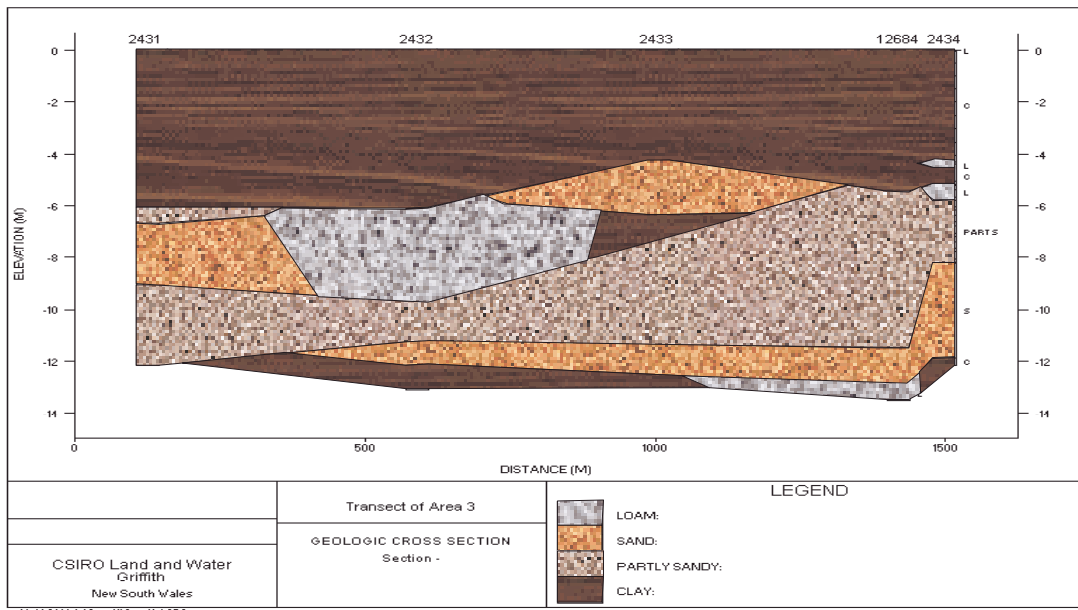 2431 2432 2433 12684 2434
0 0
-2 -2
-4 -4
-6 -6
-8 -8
-10 -10
-12 -12
14 14
ELEVATION (M)
L
C
L
C
L
PARTS
S
C
0 500 1000 1500
DISTANCE (M)
Transect of Area 3
GEOLOGIC CROSS SECTION
Section -
CSIRO Land and Water
Griffith
New South Wales
LEGEND
LOAM:
SAND:
PARTLY SANDY:
CLAY: